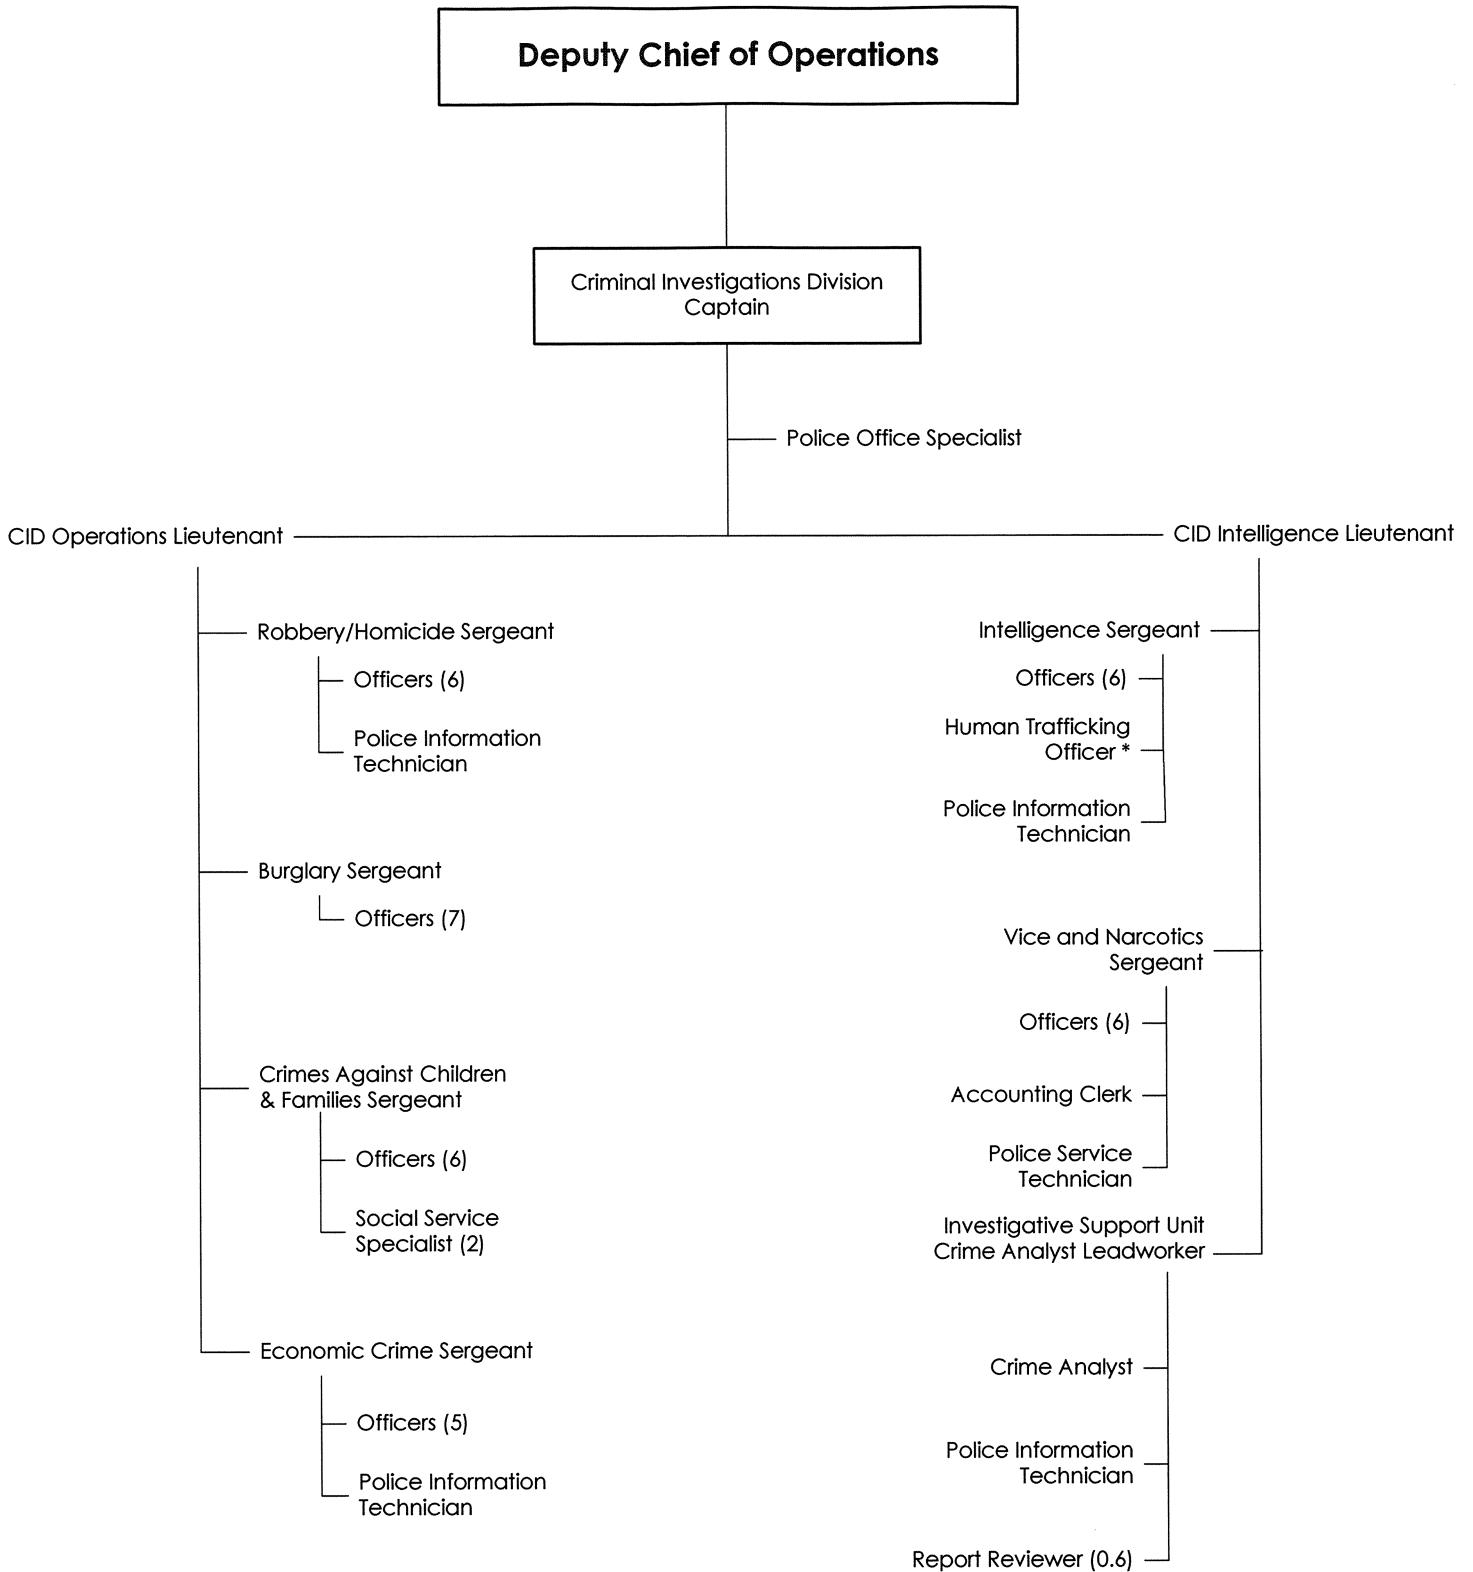 Deputy Chief of Operations
Criminal Investigations Division
Captain
Police Office Specialist
CID Operations Lieutenant
Robbery/Homicide Sergeant
Officers (6)
Police Information
Technician
Burglary Sergeant
Officers (7)
Crimes Against Children
& Families Sergeant
Officers (6)
Social Service
Specialist (2)
Economic Crime Sergeant
Officers (5)
Police Information
Technician
CID Intelligence Lieutenant
Intelligence Sergeant
Officers (6)
Human Trafficking
Officer *
Police Information
Technician
Vice and Narcotics
Sergeant
Officers (6)
Accounting Clerk
Police Service
Technician
Investigative Support Unit
Crime Analyst Leadworker
Crime Analyst
Police Information
Technician
Report Reviewer (0.6)